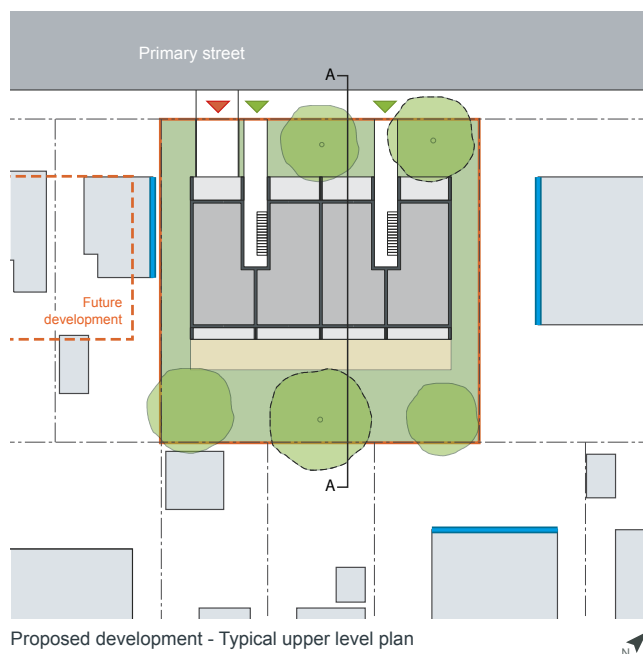 Primary street
A
Future
development
A
Proposed development - Typical upper level plan
N